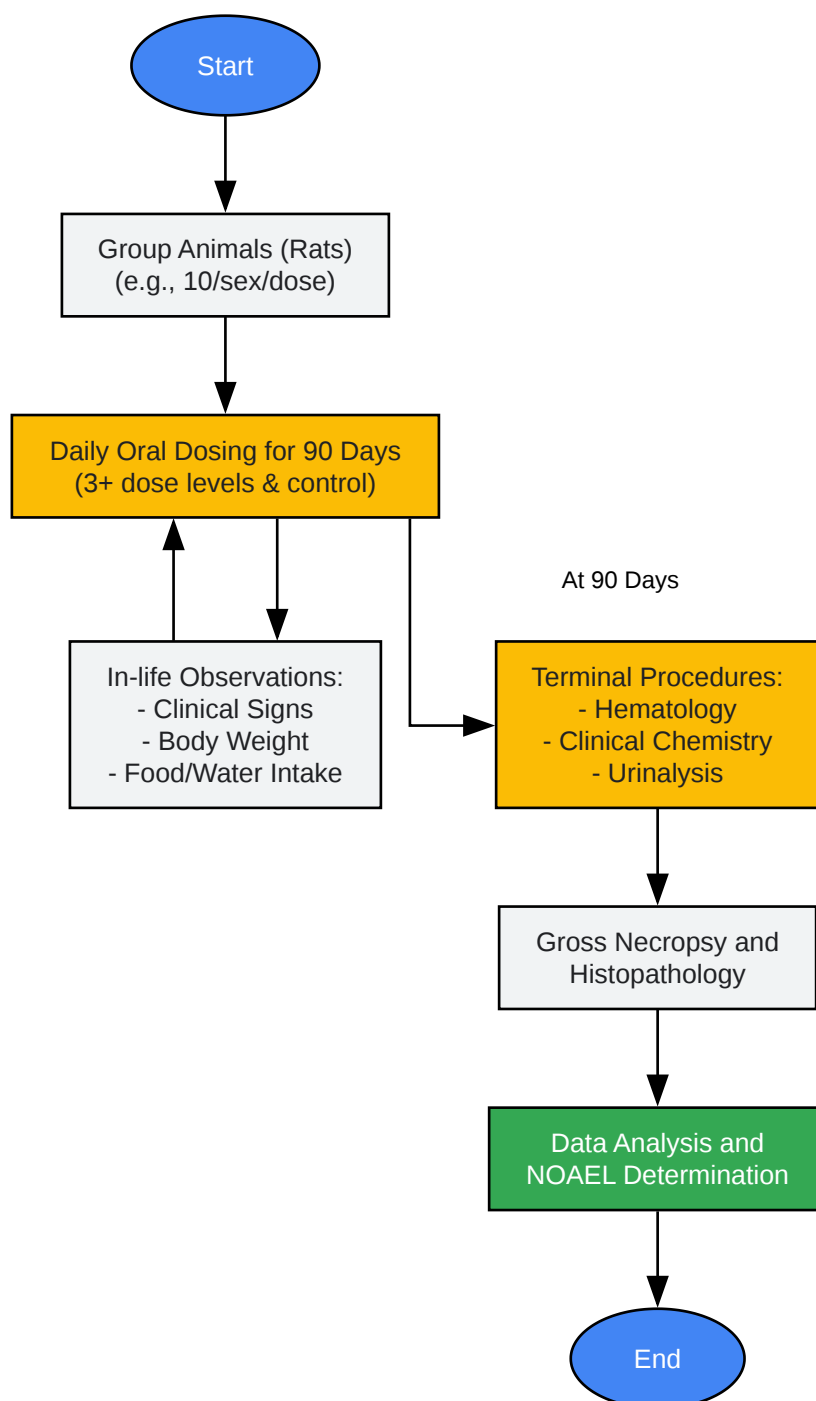 Start
Group Animals (Rats)
(e.g., 10/sex/dose)
Daily Oral Dosing for 90 Days
(3+ dose levels & control)
At 90 Days
In-life Observations:
- Clinical Signs
- Body Weight
- Food/Water Intake
Terminal Procedures:
- Hematology
- Clinical Chemistry
- Urinalysis
Gross Necropsy and
Histopathology
Data Analysis and
NOAEL Determination
End